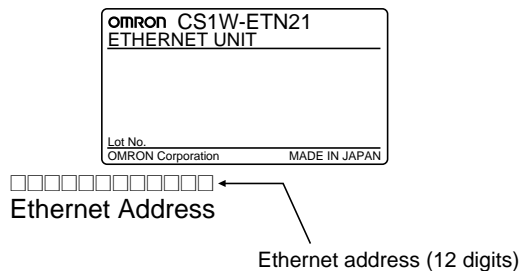 OMRON CS1W-ETN21
ETHERNET UNIT
Lot No.
OMRON Corporation MADE IN JAPAN
□□□□□□□□□□□□
Ethernet Address
Ethernet address (12 digits)